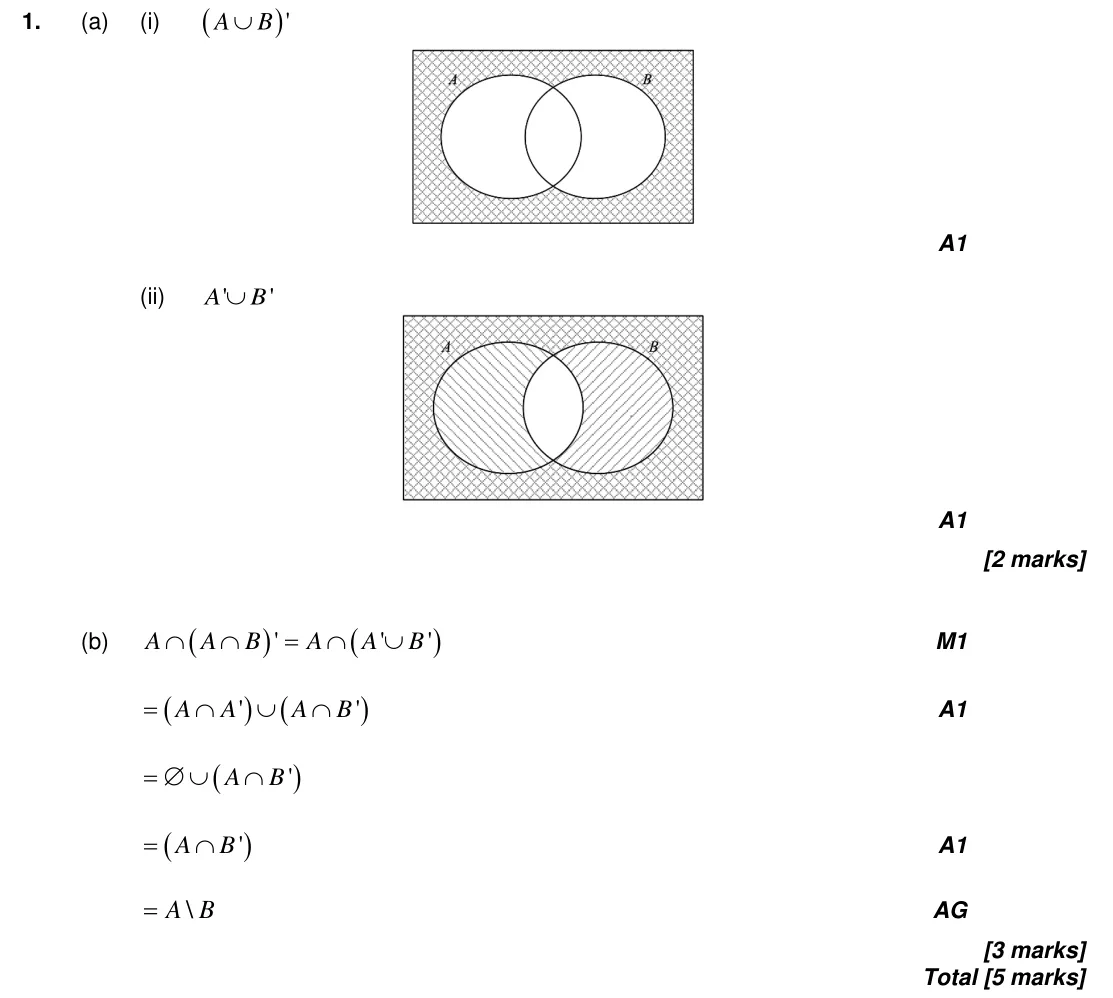 1. (a) (i) (A ∪ B)'
A B
A1
(ii) A'∪ B'
A B
A1
[2 marks]
(b) A ∩ (A ∩ B)' = A ∩ (A'∪ B') M1
= (A ∩ A') ∪ (A ∩ B') A1
= ∅ ∪ (A ∩ B')
= (A ∩ B') A1
= A \ B AG
[3 marks]
Total [5 marks]